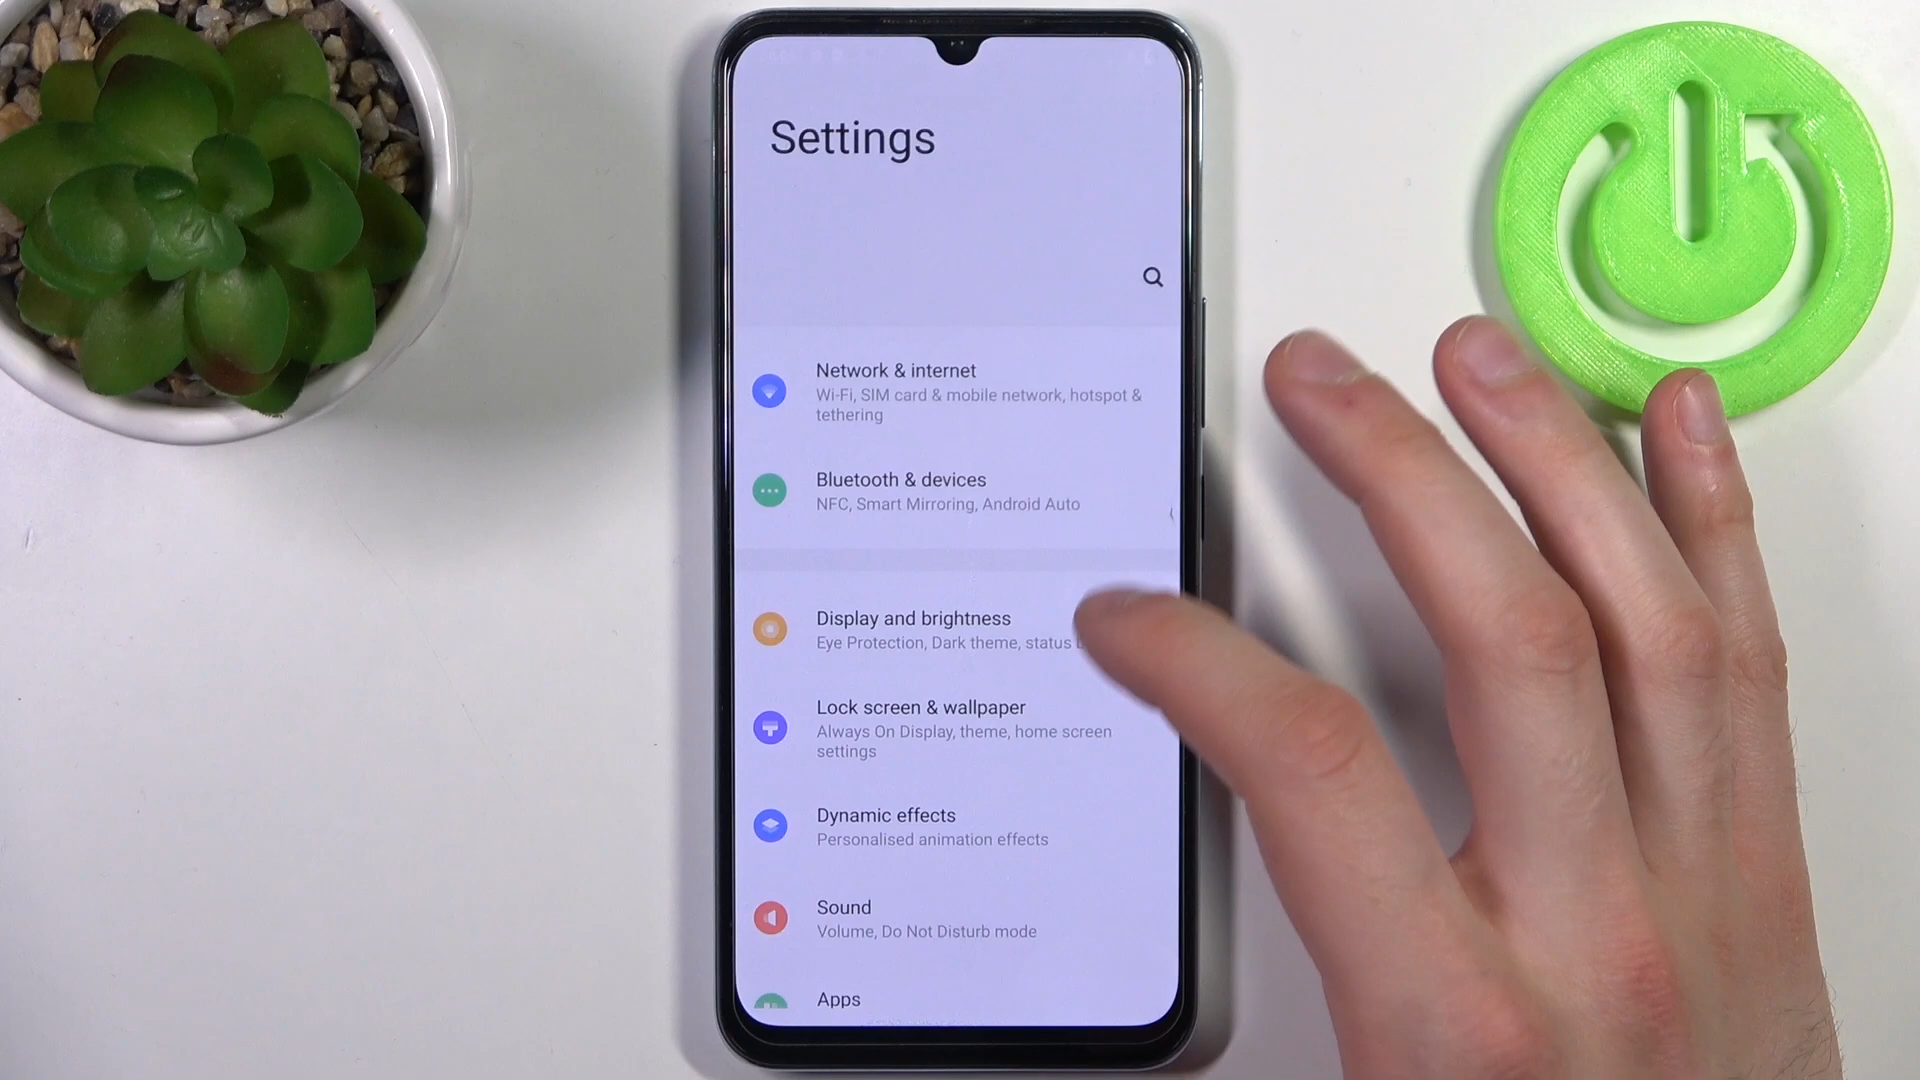 Settings
Network & internet
Wi-Fi, SIM card & mobile network, hotspot &
tethering
Bluetooth & devices
NFC, Smart Mirroring, Android Auto
Display and brightness
Eye Protection, Dark theme, status
Lock screen & wallpaper
Always On Display, theme, home screen
settings
Dynamic effects
Personalised animation effects
Sound
Volume, Do Not Disturb mode
Apps